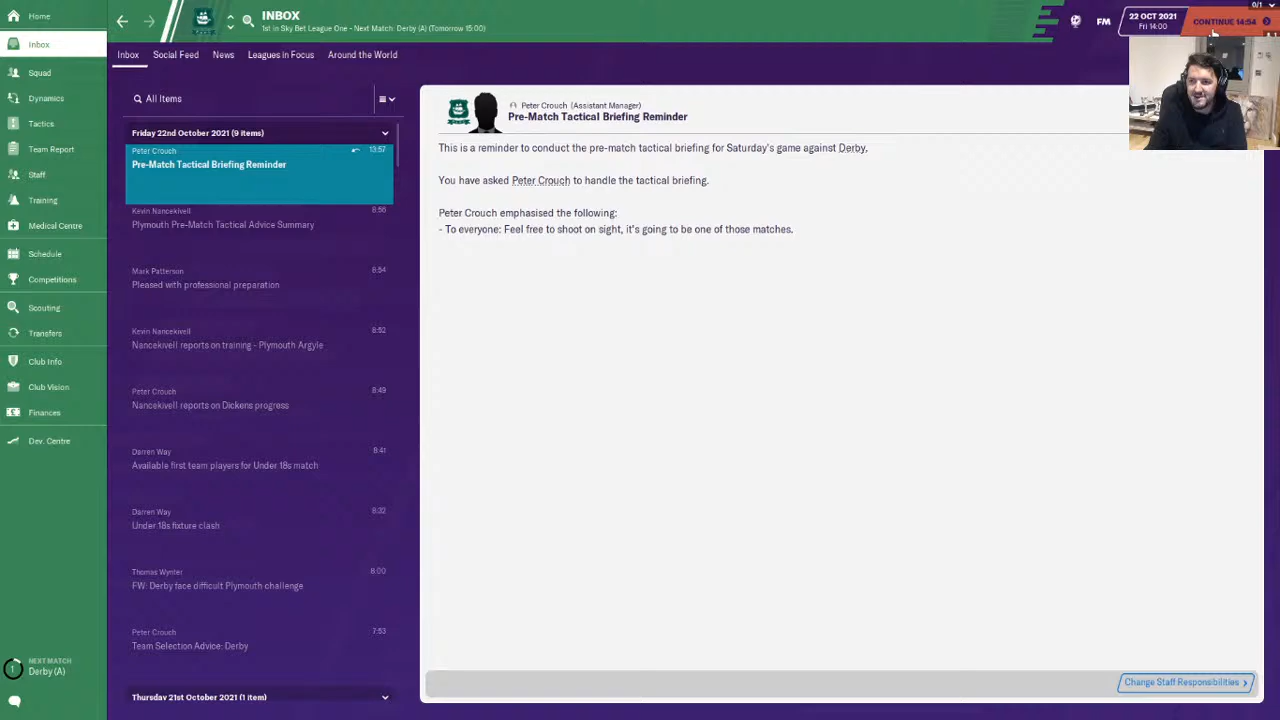 Home
Inbox
Squad
Dynamics
Tactics
Team Report
Staff
Training
Medical Centre
Schedule
Competitions
Scouting
Transfers
Club Info
Club Vision
Finances
Dev. Centre
NEXT MATCH
1
Derby (A)
INBOX
1st in Sky Bet League One - Next Match: Derby (A) (Tomorrow 15:00)
FM
22 OCT 2021
Fri 14:00
CONTINUE 14:54
0/1
Inbox Social Feed News Leagues in Focus Around the World
All Items
Friday 22nd October 2021 (9 items)
Peter Crouch 13:57
Pre-Match Tactical Briefing Reminder
Kevin Nancekivell 8:56
Plymouth Pre-Match Tactical Advice Summary
Mark Patterson 8:54
Pleased with professional preparation
Kevin Nancekivell 8:52
Nancekivell reports on training - Plymouth Argyle
Peter Crouch 8:49
Nancekivell reports on Dickens progress
Darren Way 8:41
Available first team players for Under 18s match
Darren Way 8:32
Under 18s fixture clash
Thomas Wynter 8:00
FW: Derby face difficult Plymouth challenge
Peter Crouch 7:53
Team Selection Advice: Derby
Thursday 21st October 2021 (1 item)
Peter Crouch (Assistant Manager)
Pre-Match Tactical Briefing Reminder
This is a reminder to conduct the pre-match tactical briefing for Saturday's game against Derby.
You have asked Peter Crouch to handle the tactical briefing.
Peter Crouch emphasised the following:
- To everyone: Feel free to shoot on sight, it's going to be one of those matches.
Change Staff Responsibilities